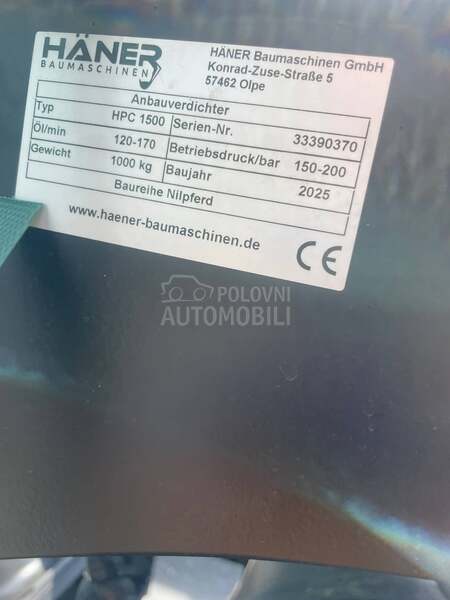 HÄNER
BAUMASCHINEN
HÄNER Baumaschinen GmbH
Konrad-Zuse-Straße 5
57462 Olpe
Anbauverdichter
Typ HPC 1500 Serien-Nr. 33390370
Öl/min 120-170 Betriebsdruck/bar 150-200
Gewicht 1000 kg Baujahr 2025
Baureihe Nilpferd
www.haener-baumaschinen.de
CE
POLOVNI
AUTOMOBILI